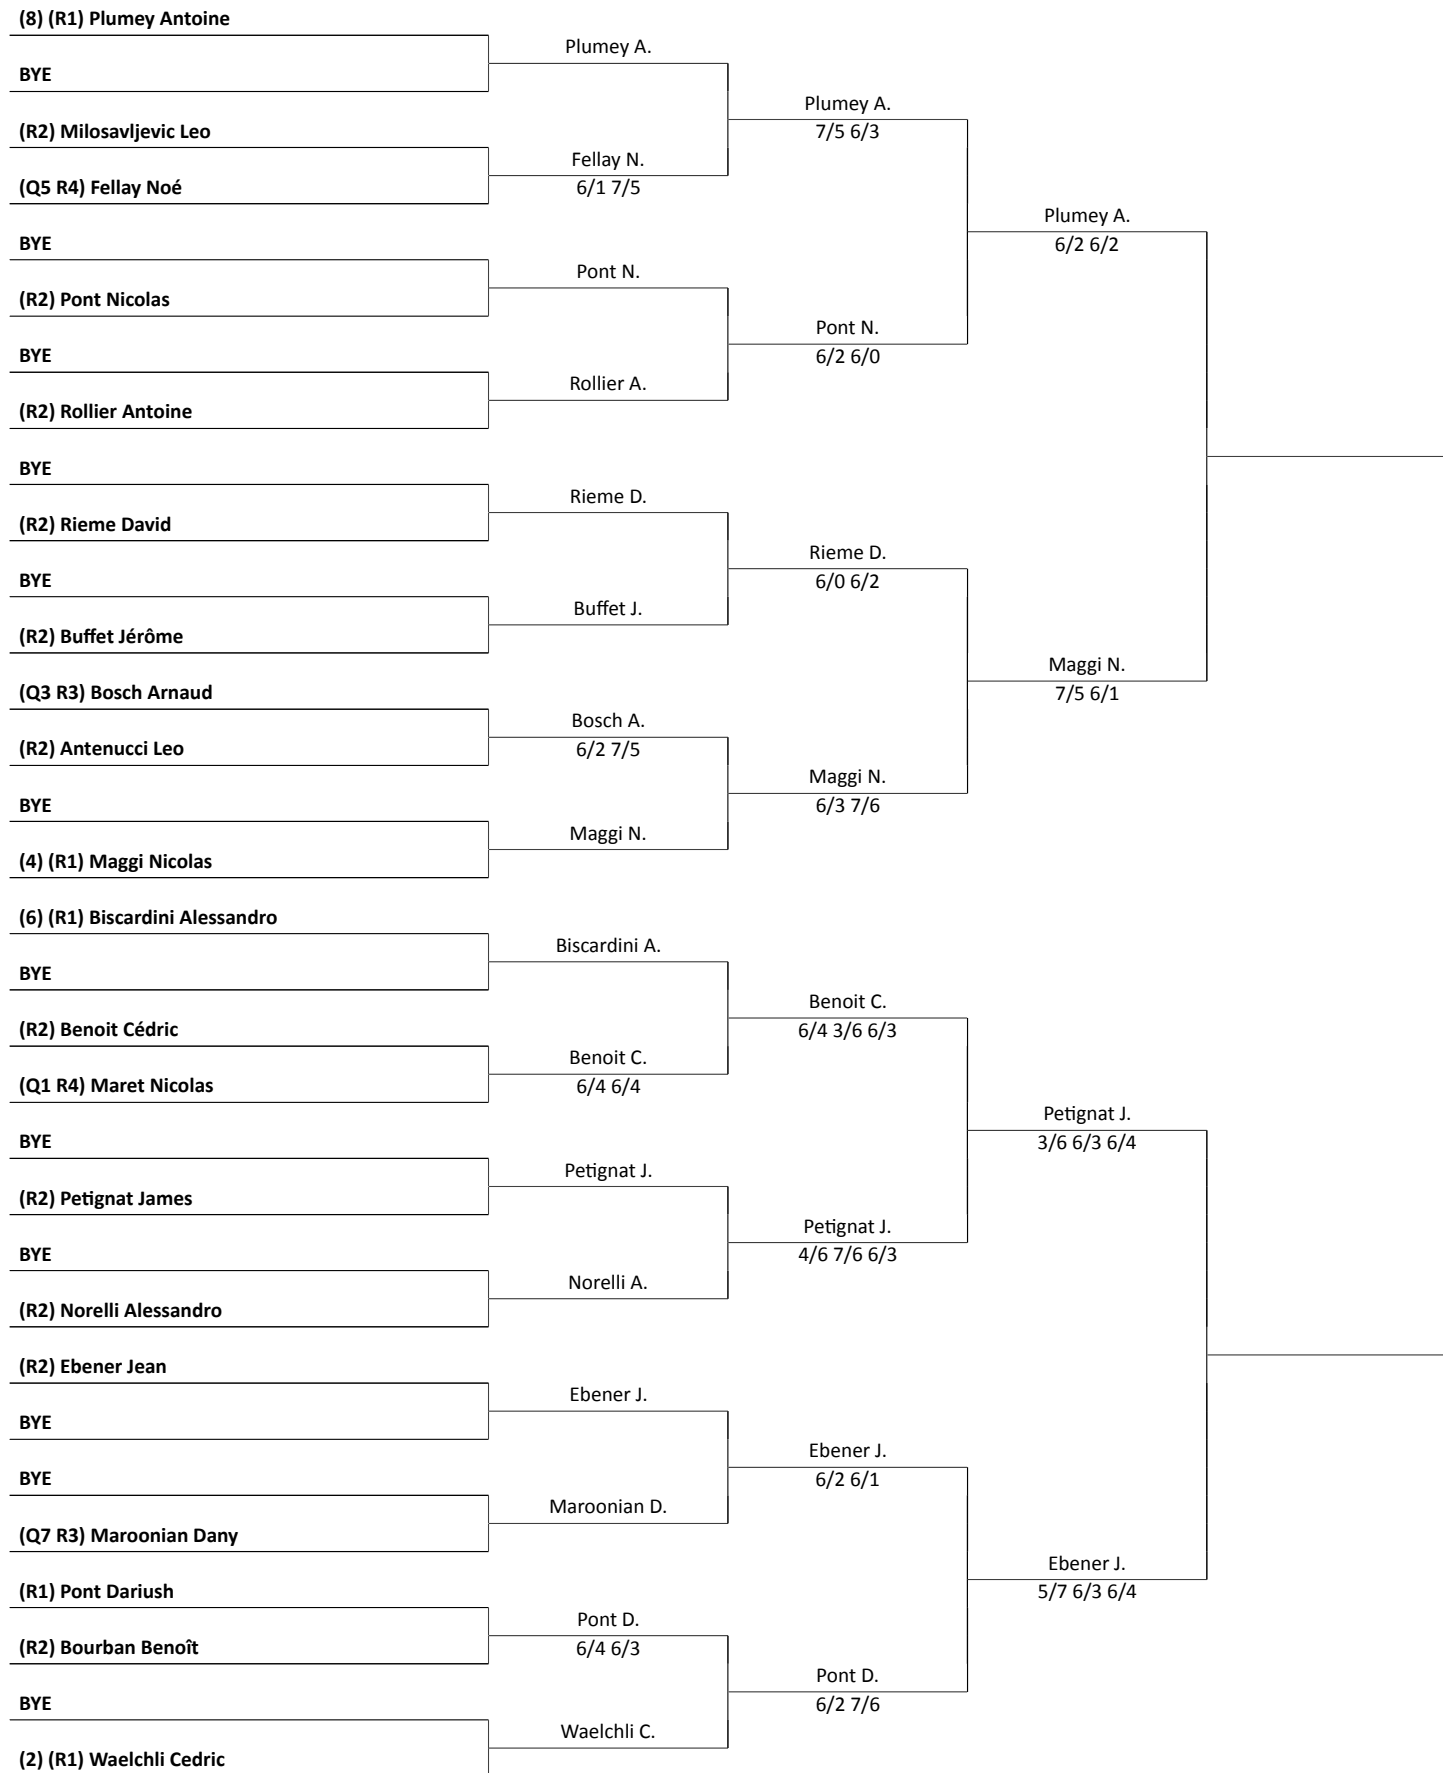 (8) (R1) Plumey Antoine
Plumey A.
BYE
Plumey A.
(R2) Milosavljevic Leo
7/5 6/3
Fellay N.
(Q5 R4) Fellay Noé
6/1 7/5
Plumey A.
BYE
6/2 6/2
Pont N.
(R2) Pont Nicolas
Pont N.
BYE
6/2 6/0
Rollier A.
(R2) Rollier Antoine
BYE
Rieme D.
(R2) Rieme David
Rieme D.
BYE
6/0 6/2
Buffet J.
(R2) Buffet Jérôme
Maggi N.
(Q3 R3) Bosch Arnaud
7/5 6/1
Bosch A.
(R2) Antenucci Leo
6/2 7/5
Maggi N.
BYE
6/3 7/6
Maggi N.
(4) (R1) Maggi Nicolas
(6) (R1) Biscardini Alessandro
Biscardini A.
BYE
Benoit C.
(R2) Benoit Cédric
6/4 3/6 6/3
Benoit C.
(Q1 R4) Maret Nicolas
6/4 6/4
Petignat J.
BYE
3/6 6/3 6/4
Petignat J.
(R2) Petignat James
Petignat J.
BYE
4/6 7/6 6/3
Norelli A.
(R2) Norelli Alessandro
(R2) Ebener Jean
Ebener J.
BYE
Ebener J.
BYE
6/2 6/1
Maroonian D.
(Q7 R3) Maroonian Dany
Ebener J.
(R1) Pont Dariush
5/7 6/3 6/4
Pont D.
(R2) Bourban Benoît
6/4 6/3
Pont D.
BYE
6/2 7/6
Waelchli C.
(2) (R1) Waelchli Cedric